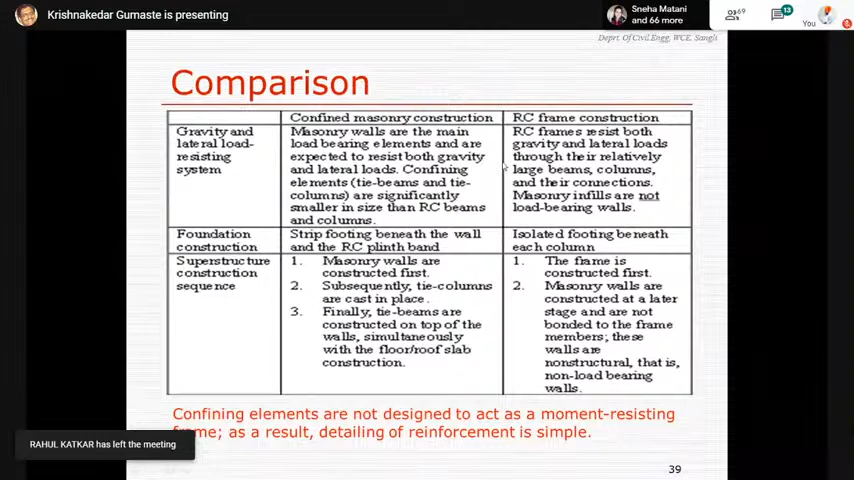 Krishnakedar Gumaste is presenting
Sneha Matani
and 66 more
69
13
You
Deprt. Of Civil Engg, WCE, Sangli
Comparison
Confined masonry construction
RC frame construction
Gravity and
lateral load-
resisting
system
Masonry walls are the main
load bearing elements and are
expected to resist both gravity
and lateral loads. Confining
elements (tie-beams and tie-
columns) are significantly
smaller in size than RC beams
and columns.
RC frames resist both
gravity and lateral loads
through their relatively
large beams, columns,
and their connections.
Masonry infills are not
load-bearing walls.
Foundation
construction
Strip footing beneath the wall
and the RC plinth band
Isolated footing beneath
each column
Superstructure
construction
sequence
1. Masonry walls are
constructed first.
2. Subsequently, tie-columns
are cast in place.
3. Finally, tie-beams are
constructed on top of the
walls, simultaneously
with the floor/roof slab
construction.
1. The frame is
constructed first.
2. Masonry walls are
constructed at a later
stage and are not
bonded to the frame
members; these
walls are
nonstructural, that is,
non-load bearing
walls.
Confining elements are not designed to act as a moment-resisting
frame; as a result, detailing of reinforcement is simple.
RAHUL KATKAR has left the meeting
39